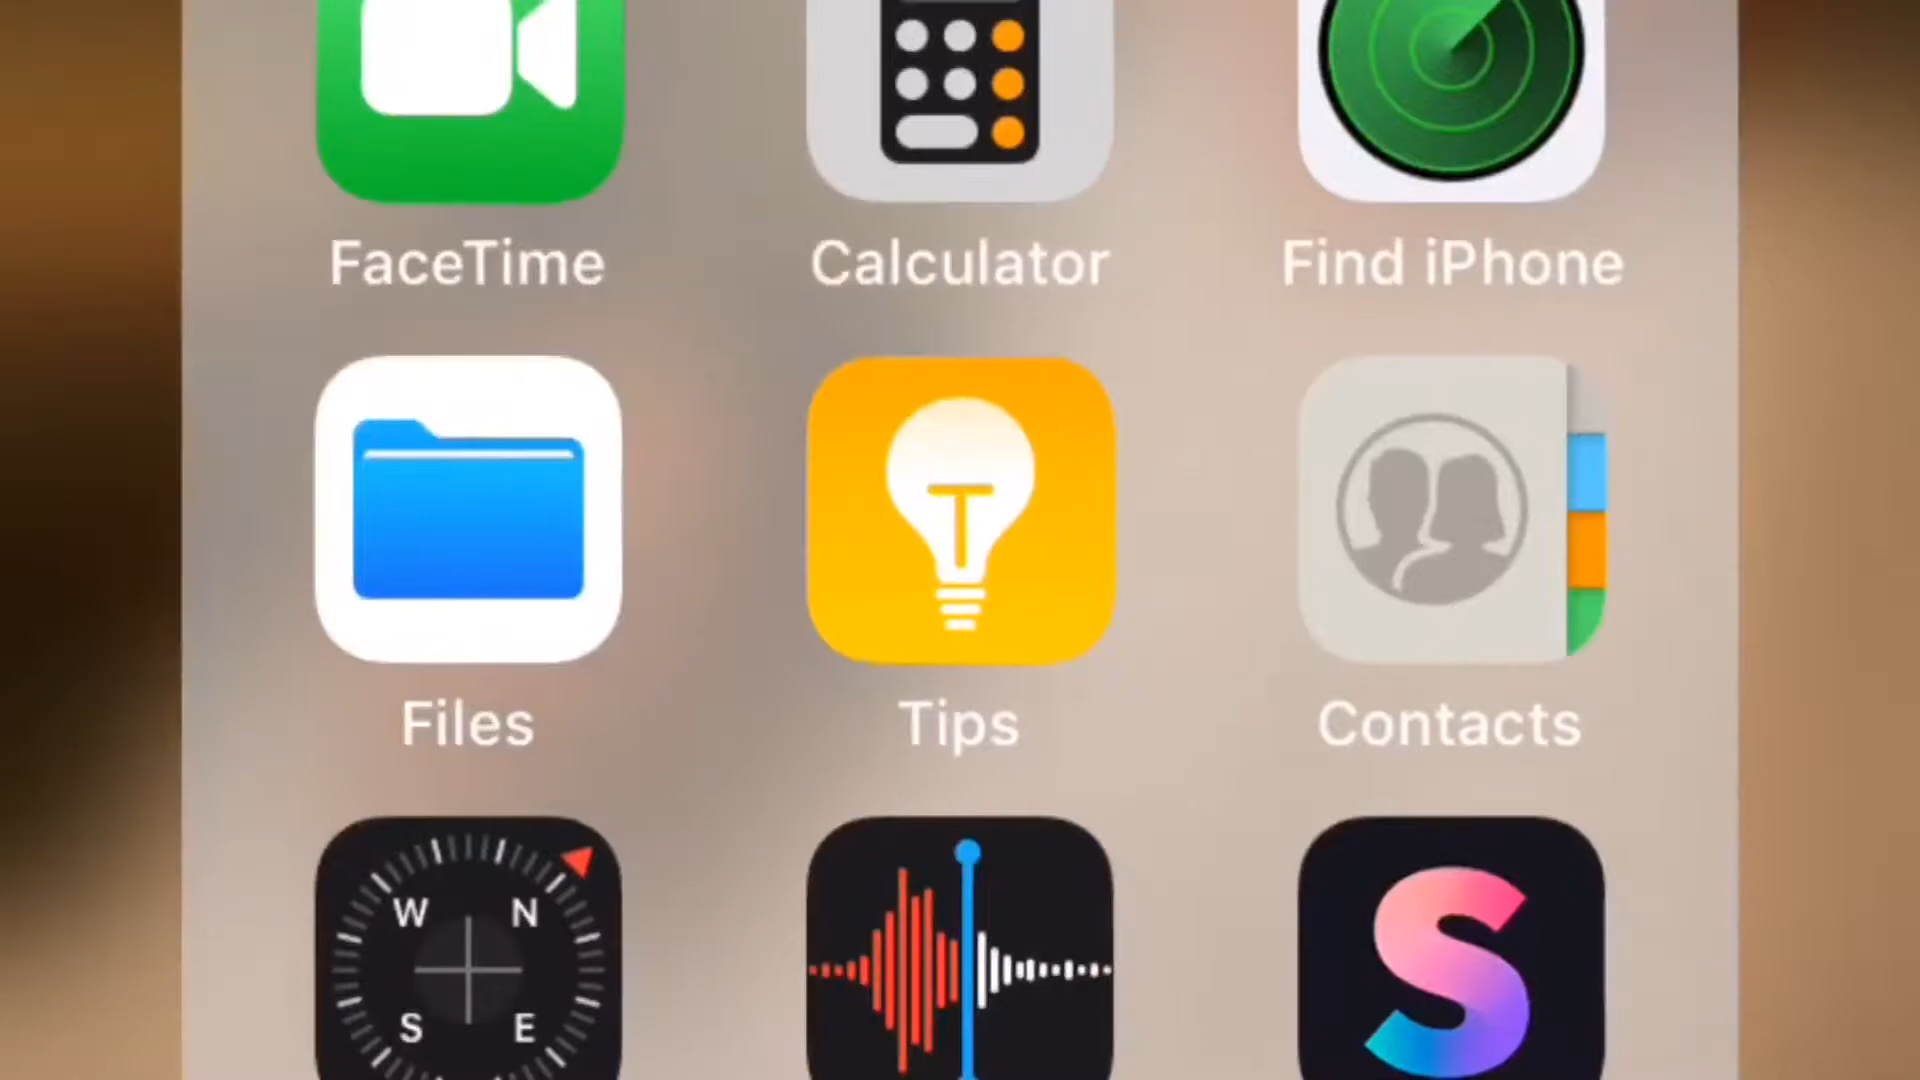 FaceTime
Calculator
Find iPhone
Files
Tips
Contacts
W N
S E
S